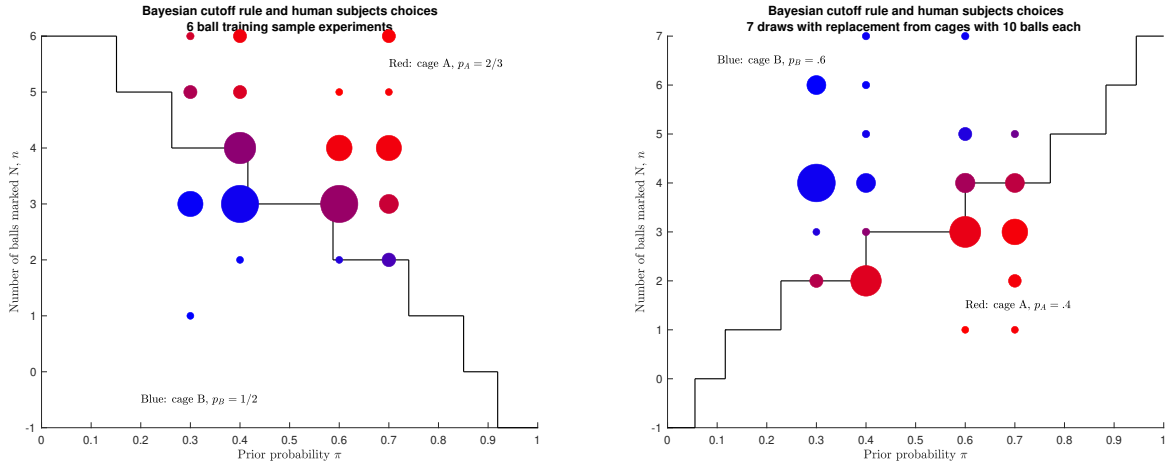 Bayesian cutoff rule and human subjects choices
6 ball training sample experiments
Number of balls marked N, n
6
5
4
3
2
1
0
-1
Red: cage A, p_A = 2/3
Blue: cage B, p_B = 1/2
0 0.1 0.2 0.3 0.4 0.5 0.6 0.7 0.8 0.9 1
Prior probability π
Bayesian cutoff rule and human subjects choices
7 draws with replacement from cages with 10 balls each
Number of balls marked N, n
7
6
5
4
3
2
1
0
-1
Blue: cage B, p_B = .6
Red: cage A, p_A = .4
0 0.1 0.2 0.3 0.4 0.5 0.6 0.7 0.8 0.9 1
Prior probability π